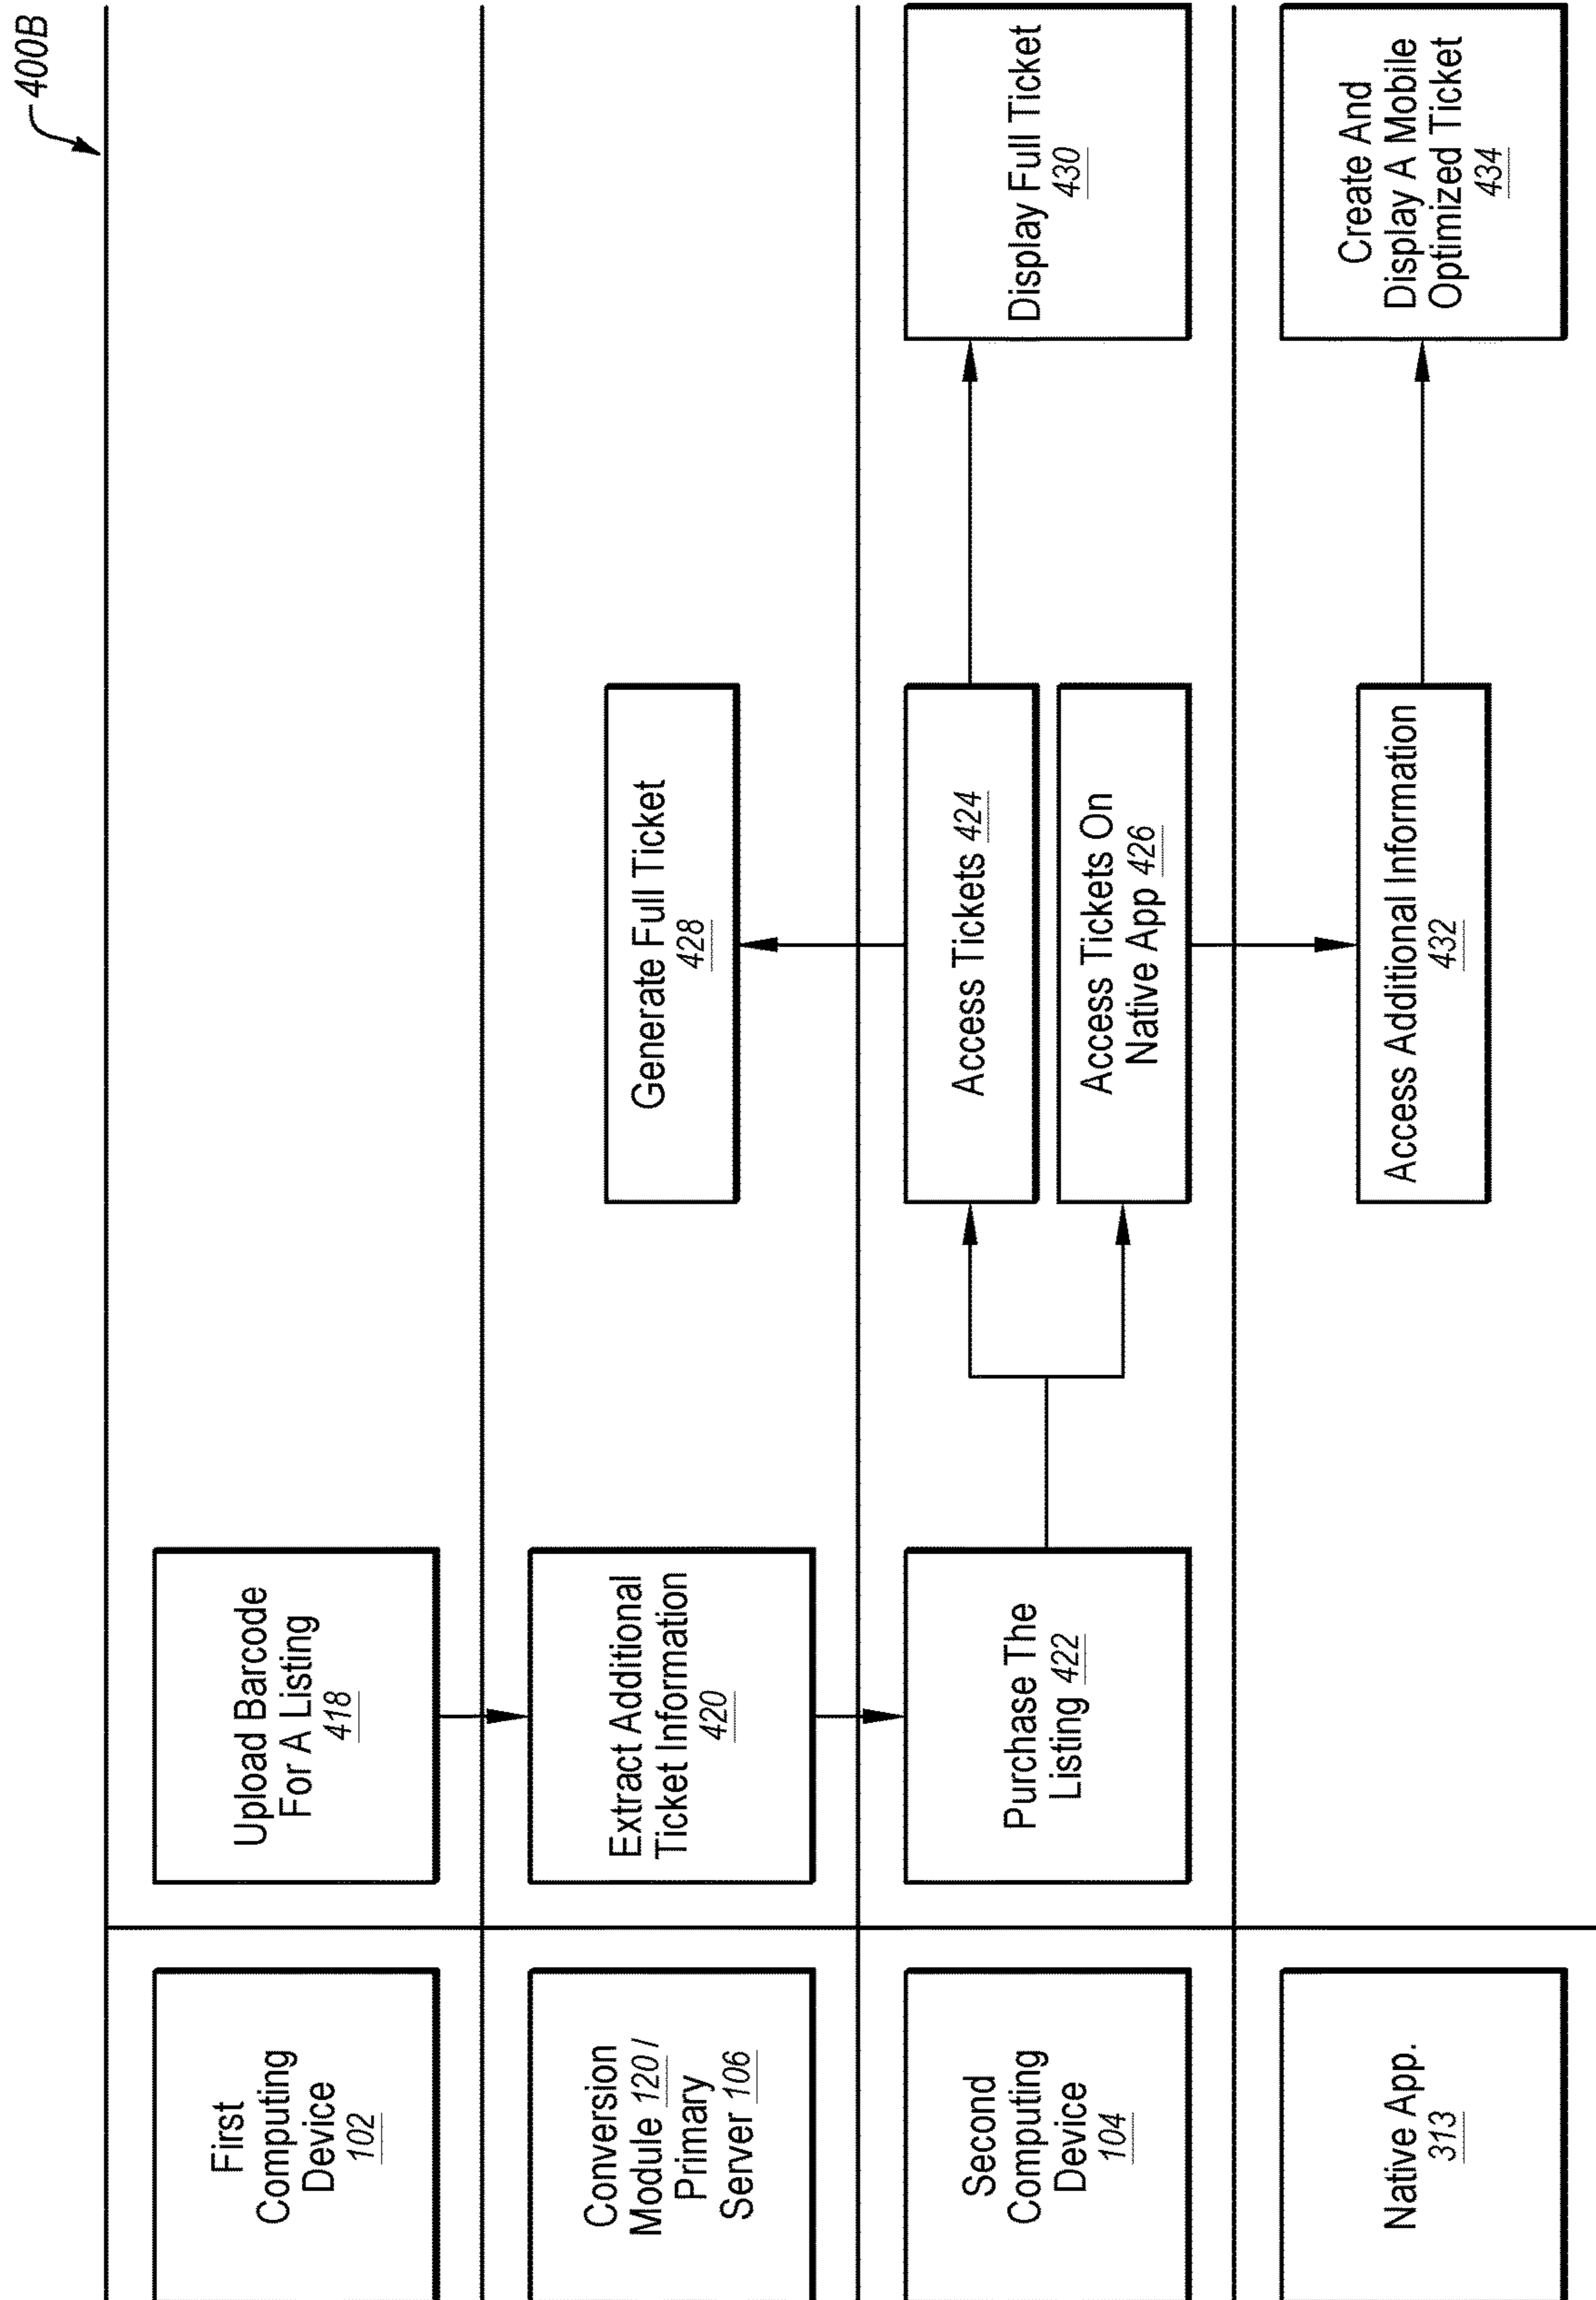 400B
First
Computing
Device
102
Upload Barcode
For A Listing
418
Conversion
Module 120 /
Primary
Server 106
Extract Additional
Ticket Information
420
Generate Full Ticket
428
Second
Computing
Device
104
Purchase The
Listing 422
Access Tickets 424
Access Tickets On
Native App 426
Display Full Ticket
430
Native App.
313
Access Additional Information
432
Create And
Display A Mobile
Optimized Ticket
434